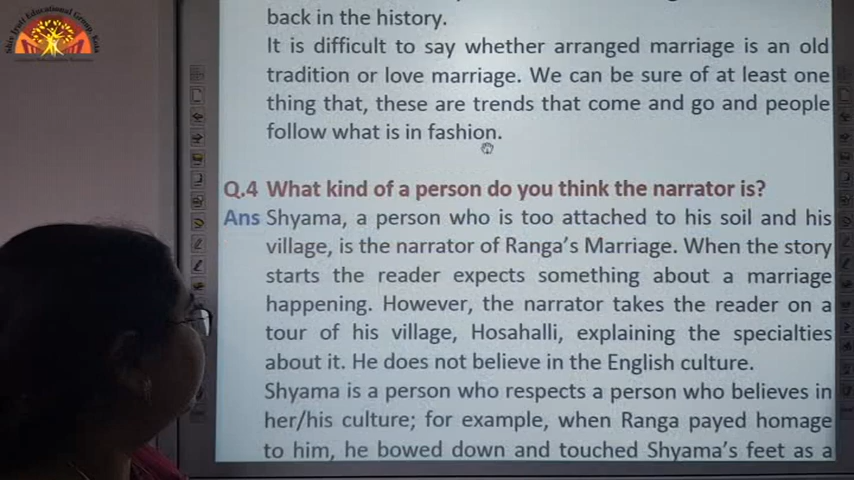 Shiv Jyoti Educational Group, Kota
back in the history.
It is difficult to say whether arranged marriage is an old
tradition or love marriage. We can be sure of at least one
thing that, these are trends that come and go and people
follow what is in fashion.
Q.4 What kind of a person do you think the narrator is?
Ans Shyama, a person who is too attached to his soil and his
village, is the narrator of Ranga's Marriage. When the story
starts the reader expects something about a marriage
happening. However, the narrator takes the reader on a
tour of his village, Hosahalli, explaining the specialties
about it. He does not believe in the English culture.
Shyama is a person who respects a person who believes in
her/his culture; for example, when Ranga payed homage
to him, he bowed down and touched Shyama's feet as a